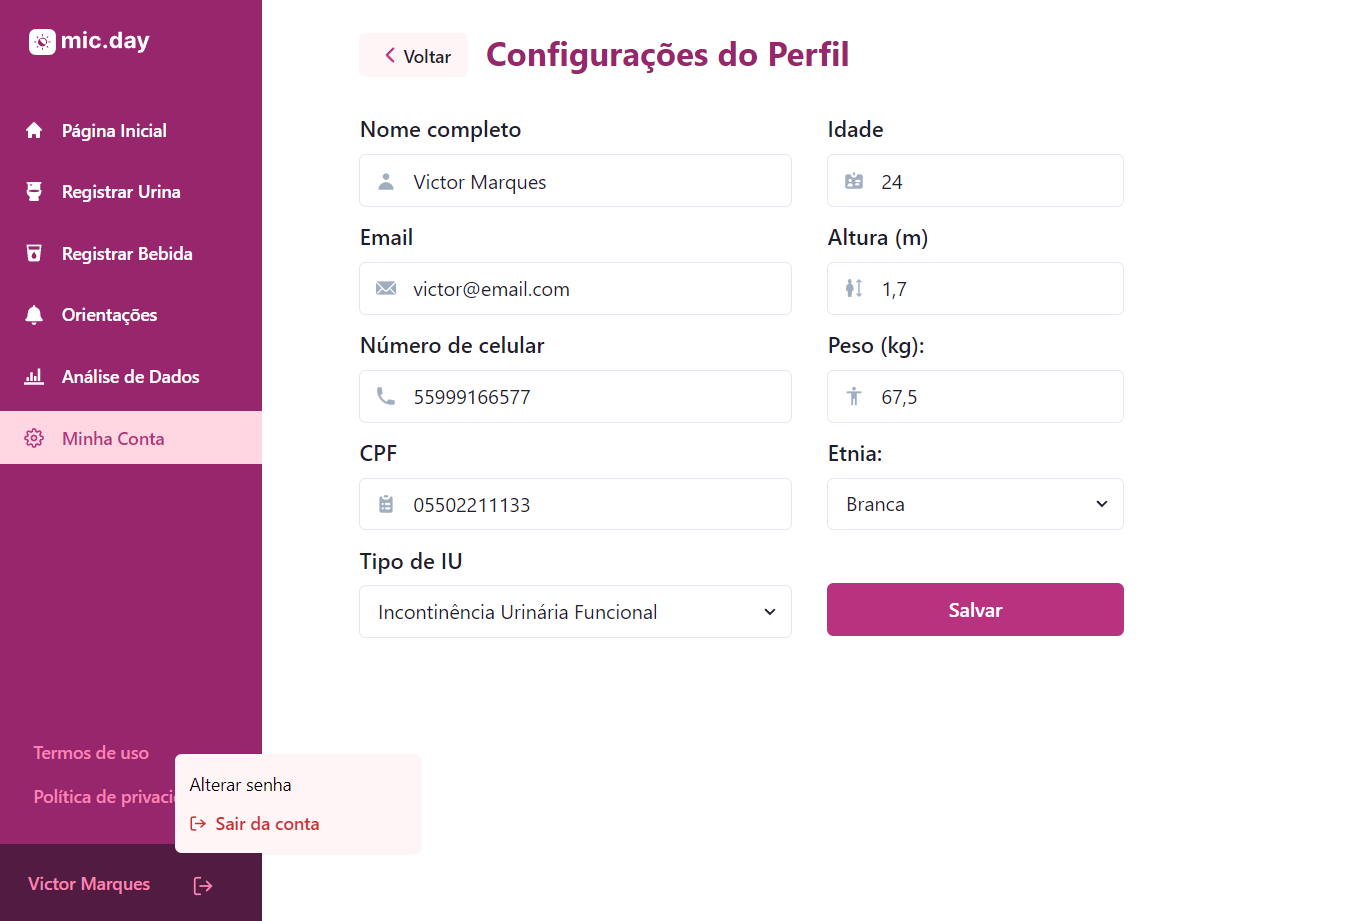 mic.day
Página Inicial
Registrar Urina
Registrar Bebida
Orientações
Análise de Dados
Minha Conta
Termos de uso
Política de
Victor Marques
Alterar senha
Sair da conta
Voltar
Configurações do Perfil
Nome completo
Victor Marques
Email
victor@email.com
Número de celular
55999166577
CPF
05502211133
Tipo de IU
Incontinência Urinária Funcional
Idade
24
Altura (m)
1,7
Peso (kg):
67,5
Etnia:
Branca
Salvar